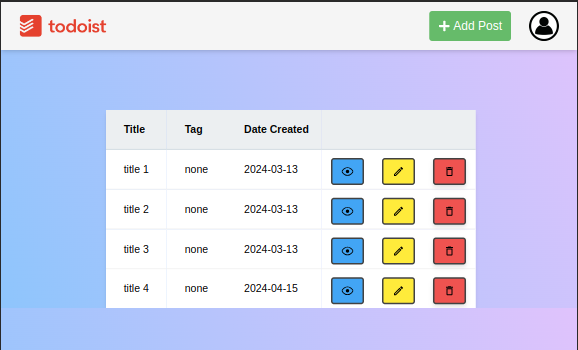 todoist
Add Post
Title Tag Date Created
title 1 none 2024-03-13
title 2 none 2024-03-13
title 3 none 2024-03-13
title 4 none 2024-04-15